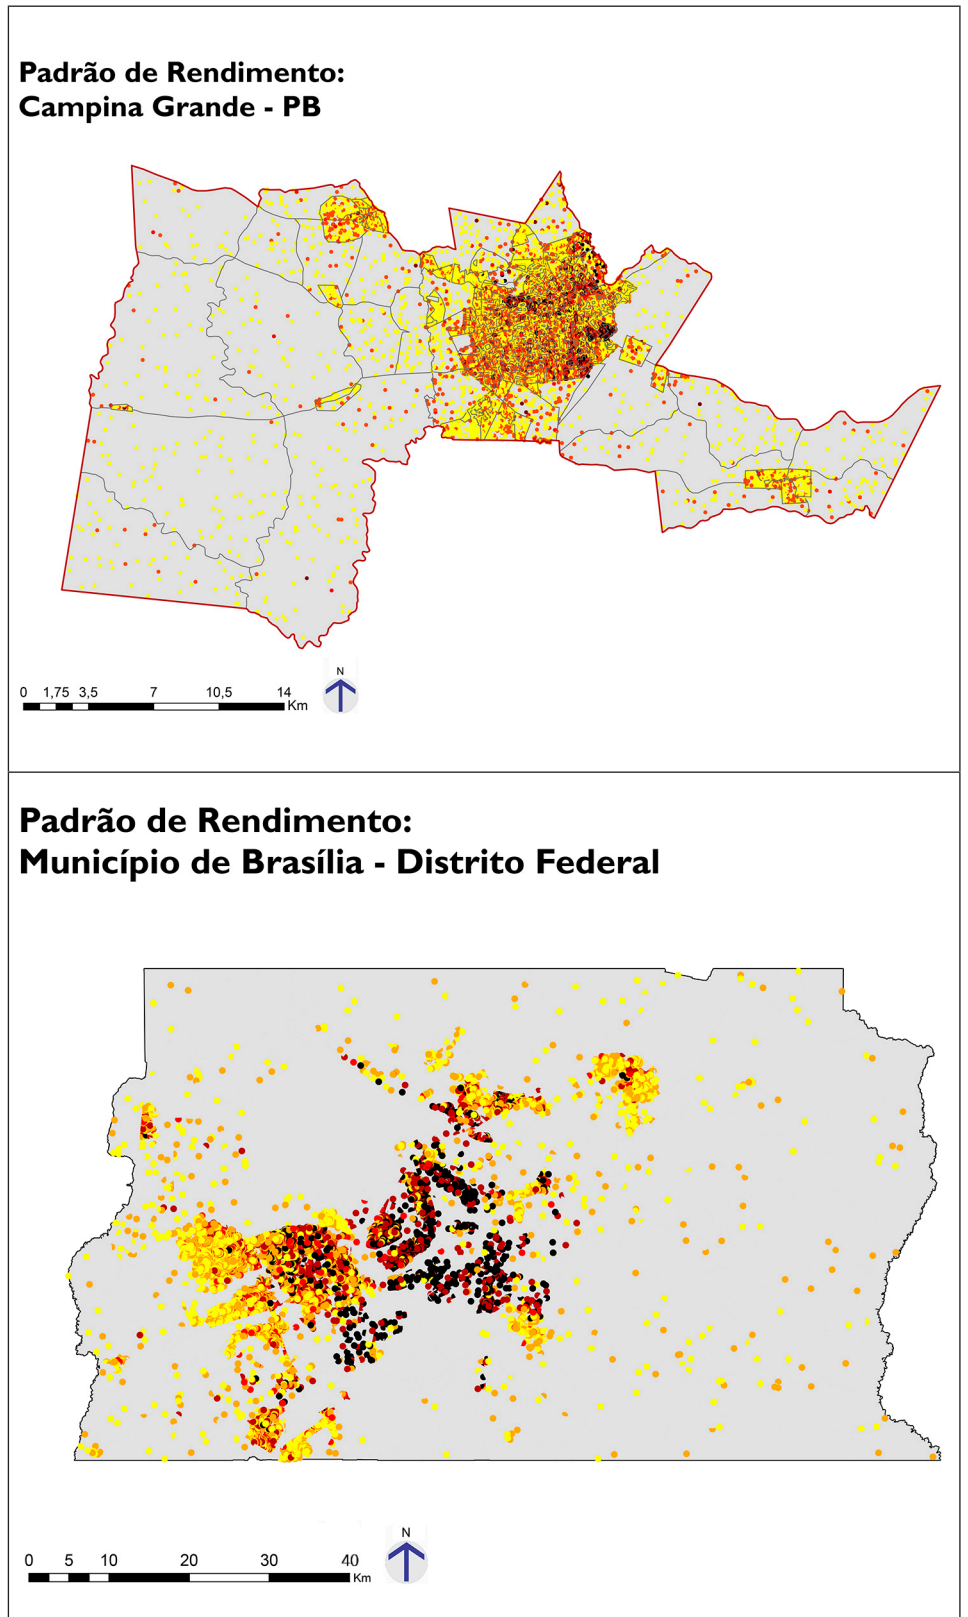 Padrão de Rendimento:
Campina Grande - PB
N
0 1,75 3,5 7 10,5 14
Km
Padrão de Rendimento:
Município de Brasília - Distrito Federal
N
0 5 10 20 30 40
Km